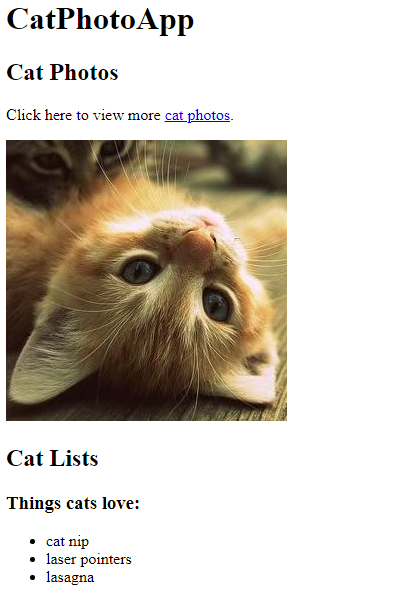 CatPhotoApp
Cat Photos
Click here to view more cat photos.
Cat Lists
Things cats love:
cat nip
laser pointers
lasagna